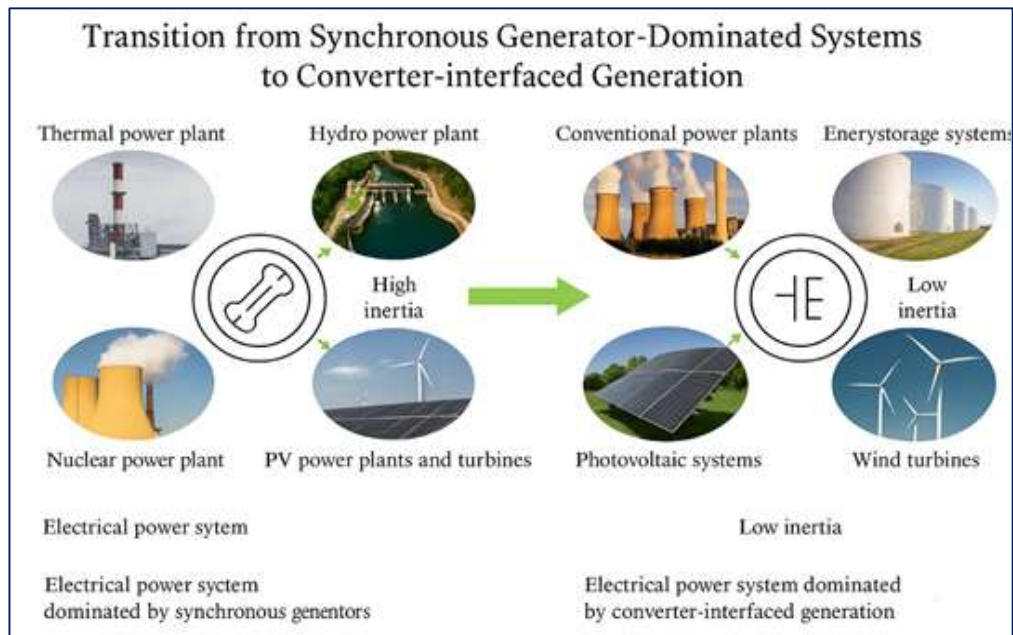 Transition from Synchronous Generator-Dominated Systems
to Converter-interfaced Generation
Thermal power plant
Hydro power plant
Conventional power plants
Enerystorage systems
High
inertia
Low
inertia
Nuclear power plant
PV power plants and turbines
Photovoltaic systems
Wind turbines
Electrical power sytem
Low inertia
Electrical power syctem
dominated by synchronous genentors
Electrical power system dominated
by converter-interfaced generation